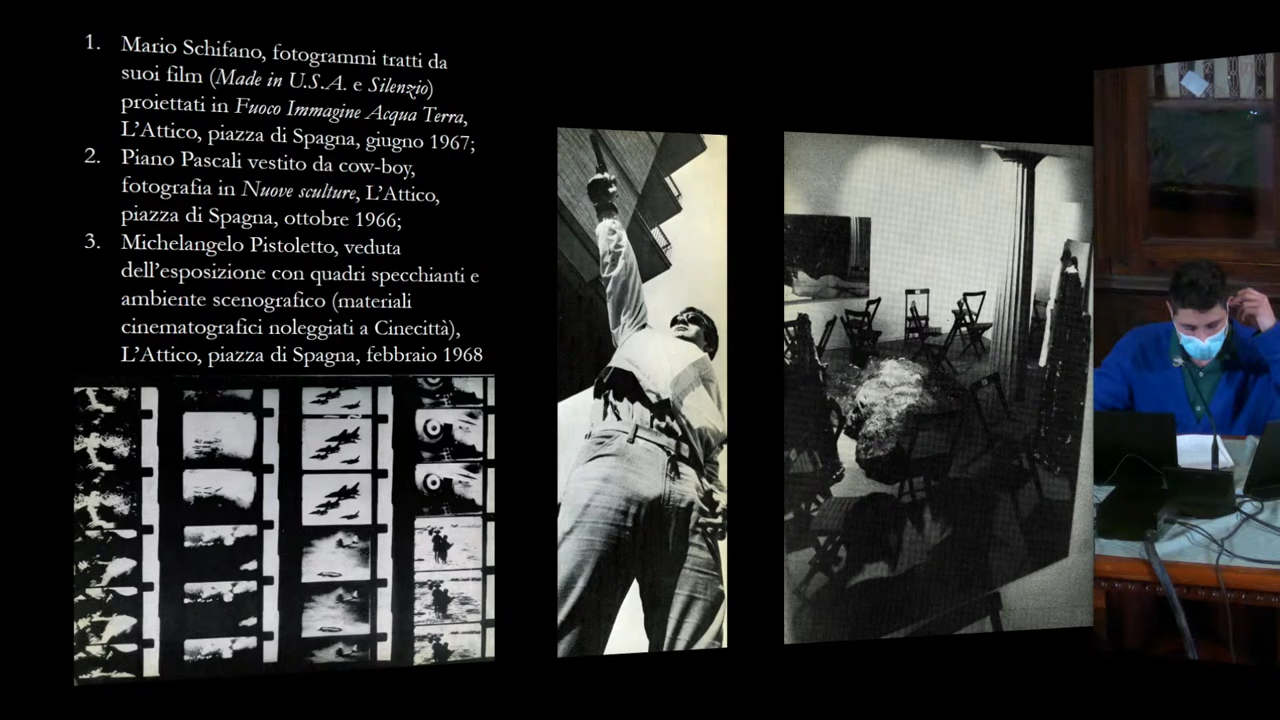 1. Mario Schifano, fotogrammi tratti da
suoi film (Made in U.S.A. e Silenzio)
proiettati in Fuoco Immagine Acqua Terra,
L'Attico, piazza di Spagna, giugno 1967;
2. Piano Pascali vestito da cow-boy,
fotografia in Nuove sculture, L'Attico,
piazza di Spagna, ottobre 1966;
3. Michelangelo Pistoletto, veduta
dell'esposizione con quadri specchianti e
ambiente scenografico (materiali
cinematografici noleggiati a Cinecittà),
L'Attico, piazza di Spagna, febbraio 1968